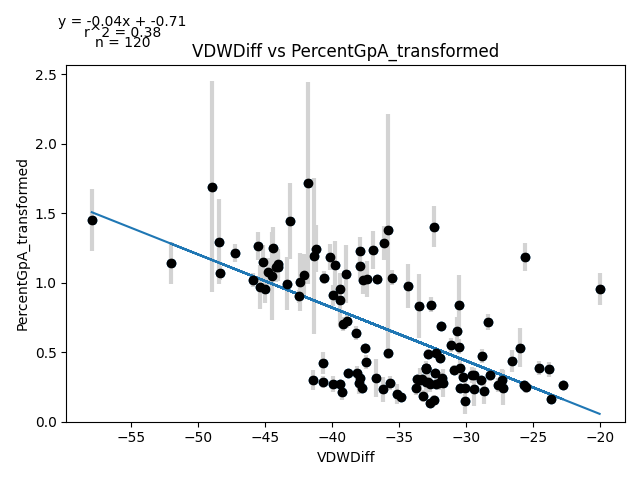 y = -0.04x + -0.71
r^2 = 0.38
n = 120
VDWDiff vs PercentGpA_transformed
2.5
2.0
1.5
1.0
0.5
0.0
PercentGpA_transformed
−55
−50
−45
−40
−35
−30
−25
−20
VDWDiff